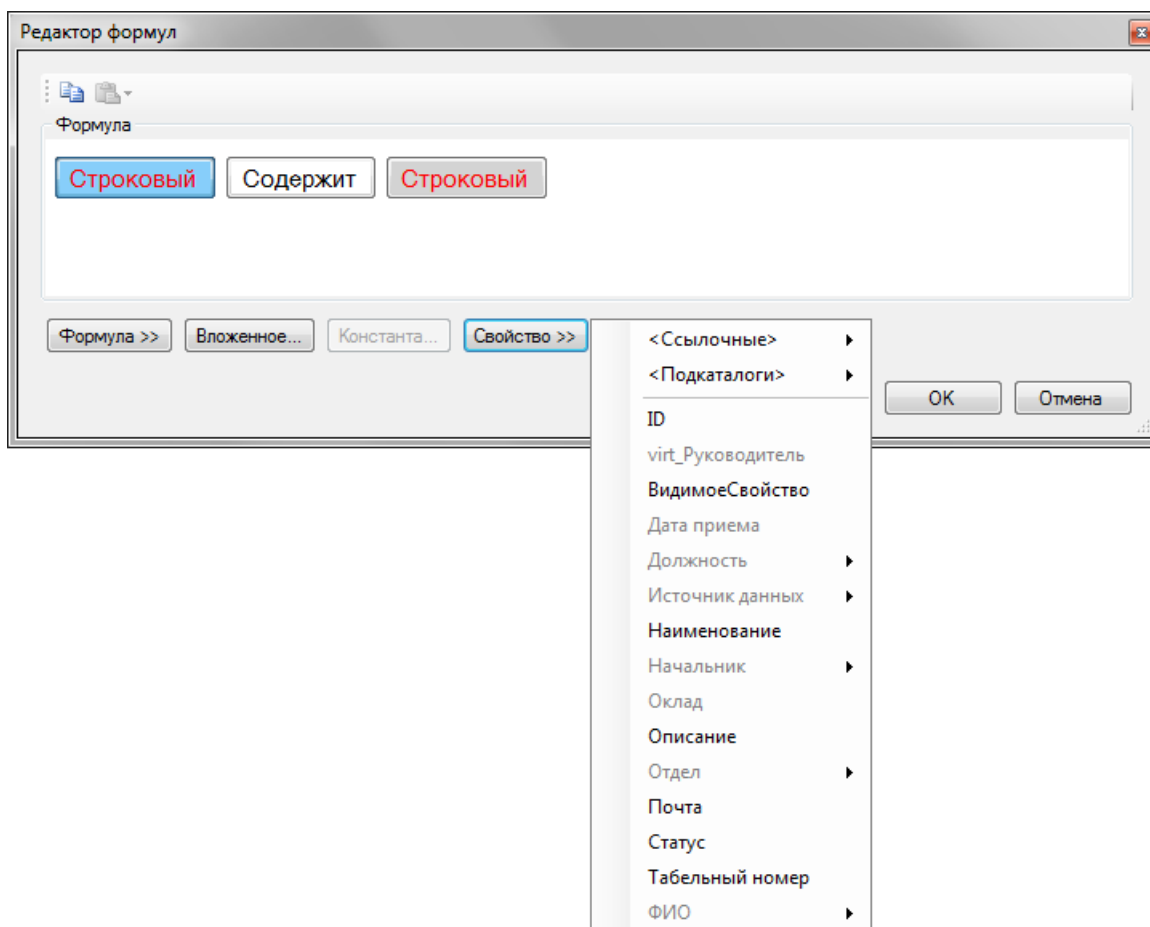 Редактор формул
Формула
Строковый Содержит Строковый
Формула >> Вложенное... Константа... Свойство >>
<Ссылочные>
<Подкаталоги>
OK Отмена
ID
virt_Руководитель
ВидимоеСвойство
Дата приема
Должность
Источник данных
Наименование
Начальник
Оклад
Описание
Отдел
Почта
Статус
Табельный номер
ФИО